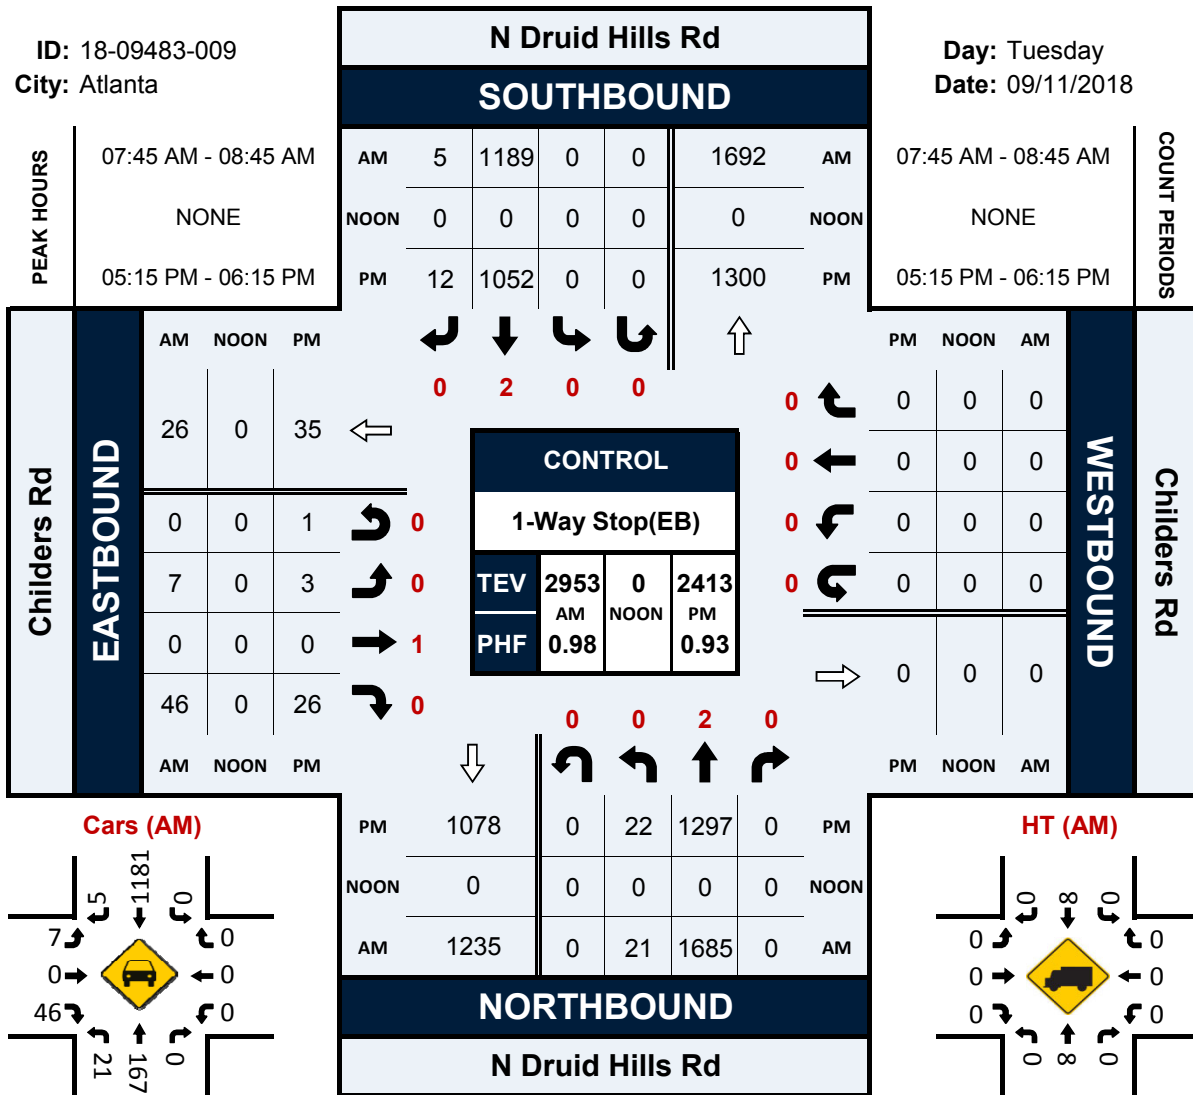 ID: 18-09483-009
City: Atlanta
N Druid Hills Rd
SOUTHBOUND
Day: Tuesday
Date: 09/11/2018
PEAK HOURS
07:45 AM - 08:45 AM
NONE
05:15 PM - 06:15 PM
AM 5 1189 0 0 1692 AM
NOON 0 0 0 0 0 NOON
PM 12 1052 0 0 1300 PM
07:45 AM - 08:45 AM
NONE
05:15 PM - 06:15 PM
COUNT PERIODS
0 2 0 0
Childers Rd
EASTBOUND
AM NOON PM
26 0 35
0 0 1 0
7 0 3 0
0 0 0 1
46 0 26 0
AM NOON PM
CONTROL
1-Way Stop(EB)
TEV 2953 0 2413
AM NOON PM
PHF 0.98 0.93
PM NOON AM
0 0 0 0
0 0 0 0
0 0 0 0
0 0 0 0
0 0 0
PM NOON AM
WESTBOUND
Childers Rd
0 0 2 0
PM 1078 0 22 1297 0 PM
NOON 0 0 0 0 0 NOON
AM 1235 0 21 1685 0 AM
NORTHBOUND
N Druid Hills Rd
Cars (AM)
5 1181 0
7 0
0 0
46 0
21 167 0
HT (AM)
0 8 0
0 0
0 0
0 0
0 8 0